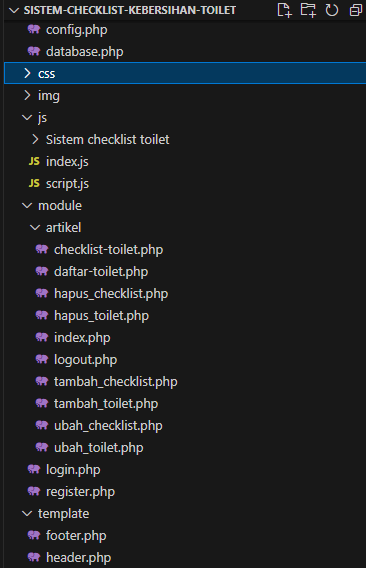 SISTEM-CHECKLIST-KEBERSIHAN-TOILET
config.php
database.php
css
img
js
Sistem checklist toilet
JS index.js
JS script.js
module
artikel
checklist-toilet.php
daftar-toilet.php
hapus_checklist.php
hapus_toilet.php
index.php
logout.php
tambah_checklist.php
tambah_toilet.php
ubah_checklist.php
ubah_toilet.php
login.php
register.php
template
footer.php
header.php